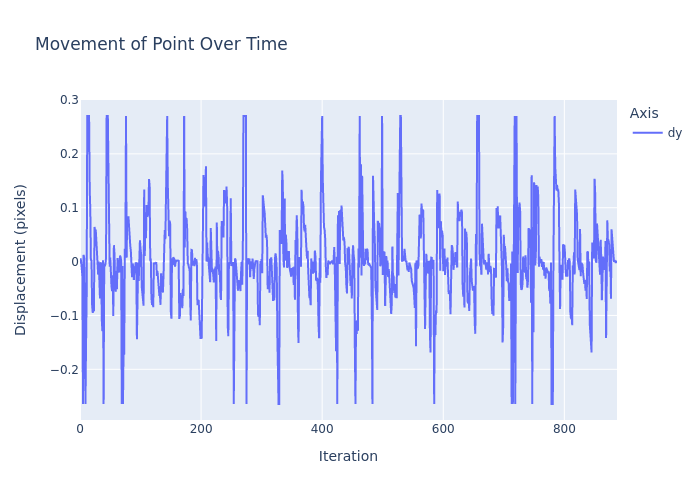 Movement of Point Over Time
Axis
dy
Displacement (pixels)
0.3
0.2
0.1
0
−0.1
−0.2
0
200
400
600
800
Iteration